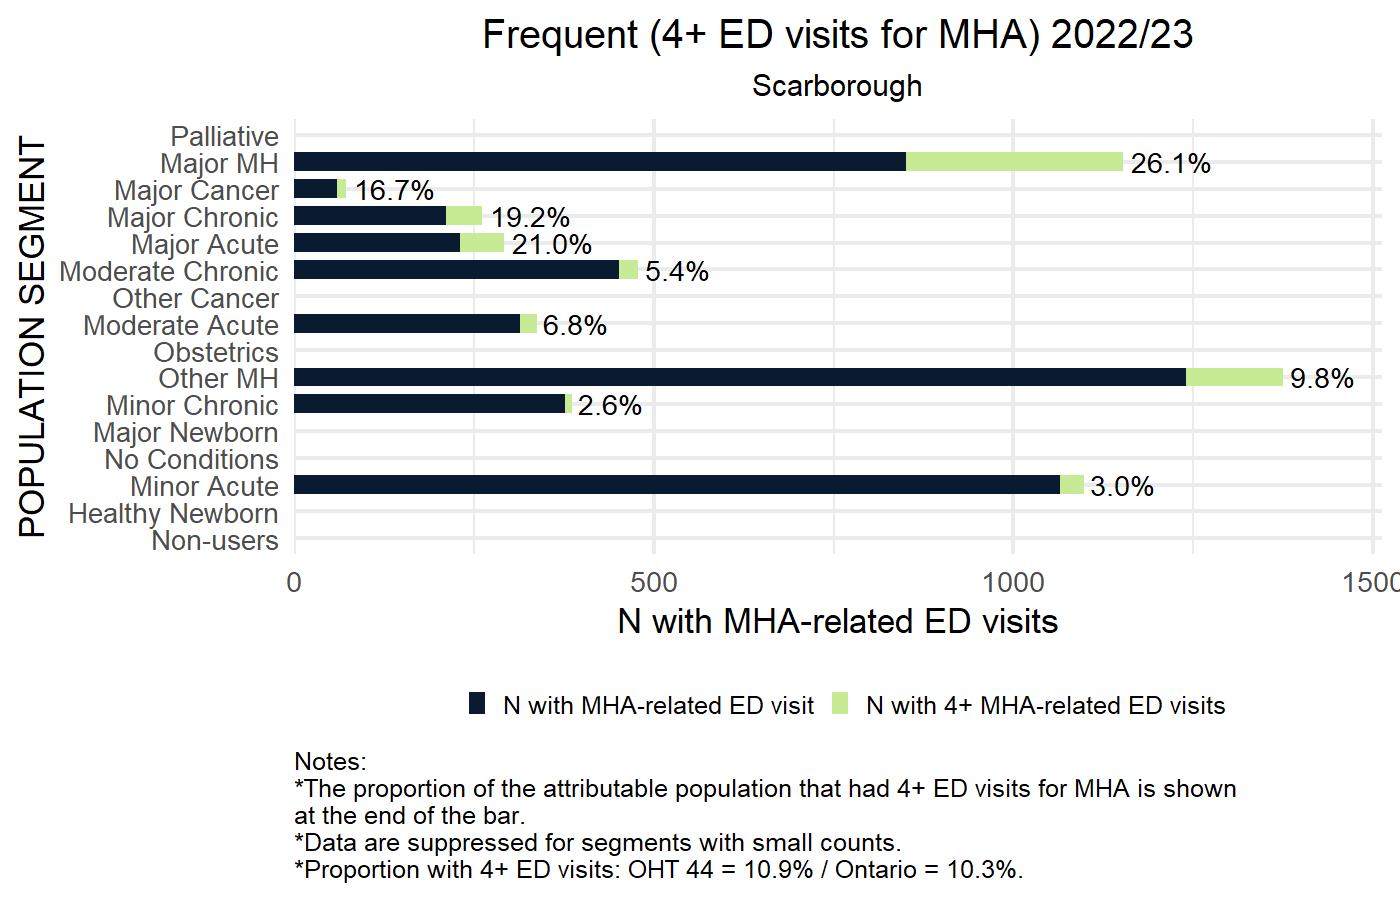 Frequent (4+ ED visits for MHA) 2022/23
Scarborough
POPULATION SEGMENT
Palliative
Major MH 26.1%
Major Cancer 16.7%
Major Chronic 19.2%
Major Acute 21.0%
Moderate Chronic 5.4%
Other Cancer
Moderate Acute 6.8%
Obstetrics
Other MH 9.8%
Minor Chronic 2.6%
Major Newborn
No Conditions
Minor Acute 3.0%
Healthy Newborn
Non-users
0 500 1000 1500
N with MHA-related ED visits
N with MHA-related ED visit N with 4+ MHA-related ED visits
Notes:
*The proportion of the attributable population that had 4+ ED visits for MHA is shown
at the end of the bar.
*Data are suppressed for segments with small counts.
*Proportion with 4+ ED visits: OHT 44 = 10.9% / Ontario = 10.3%.